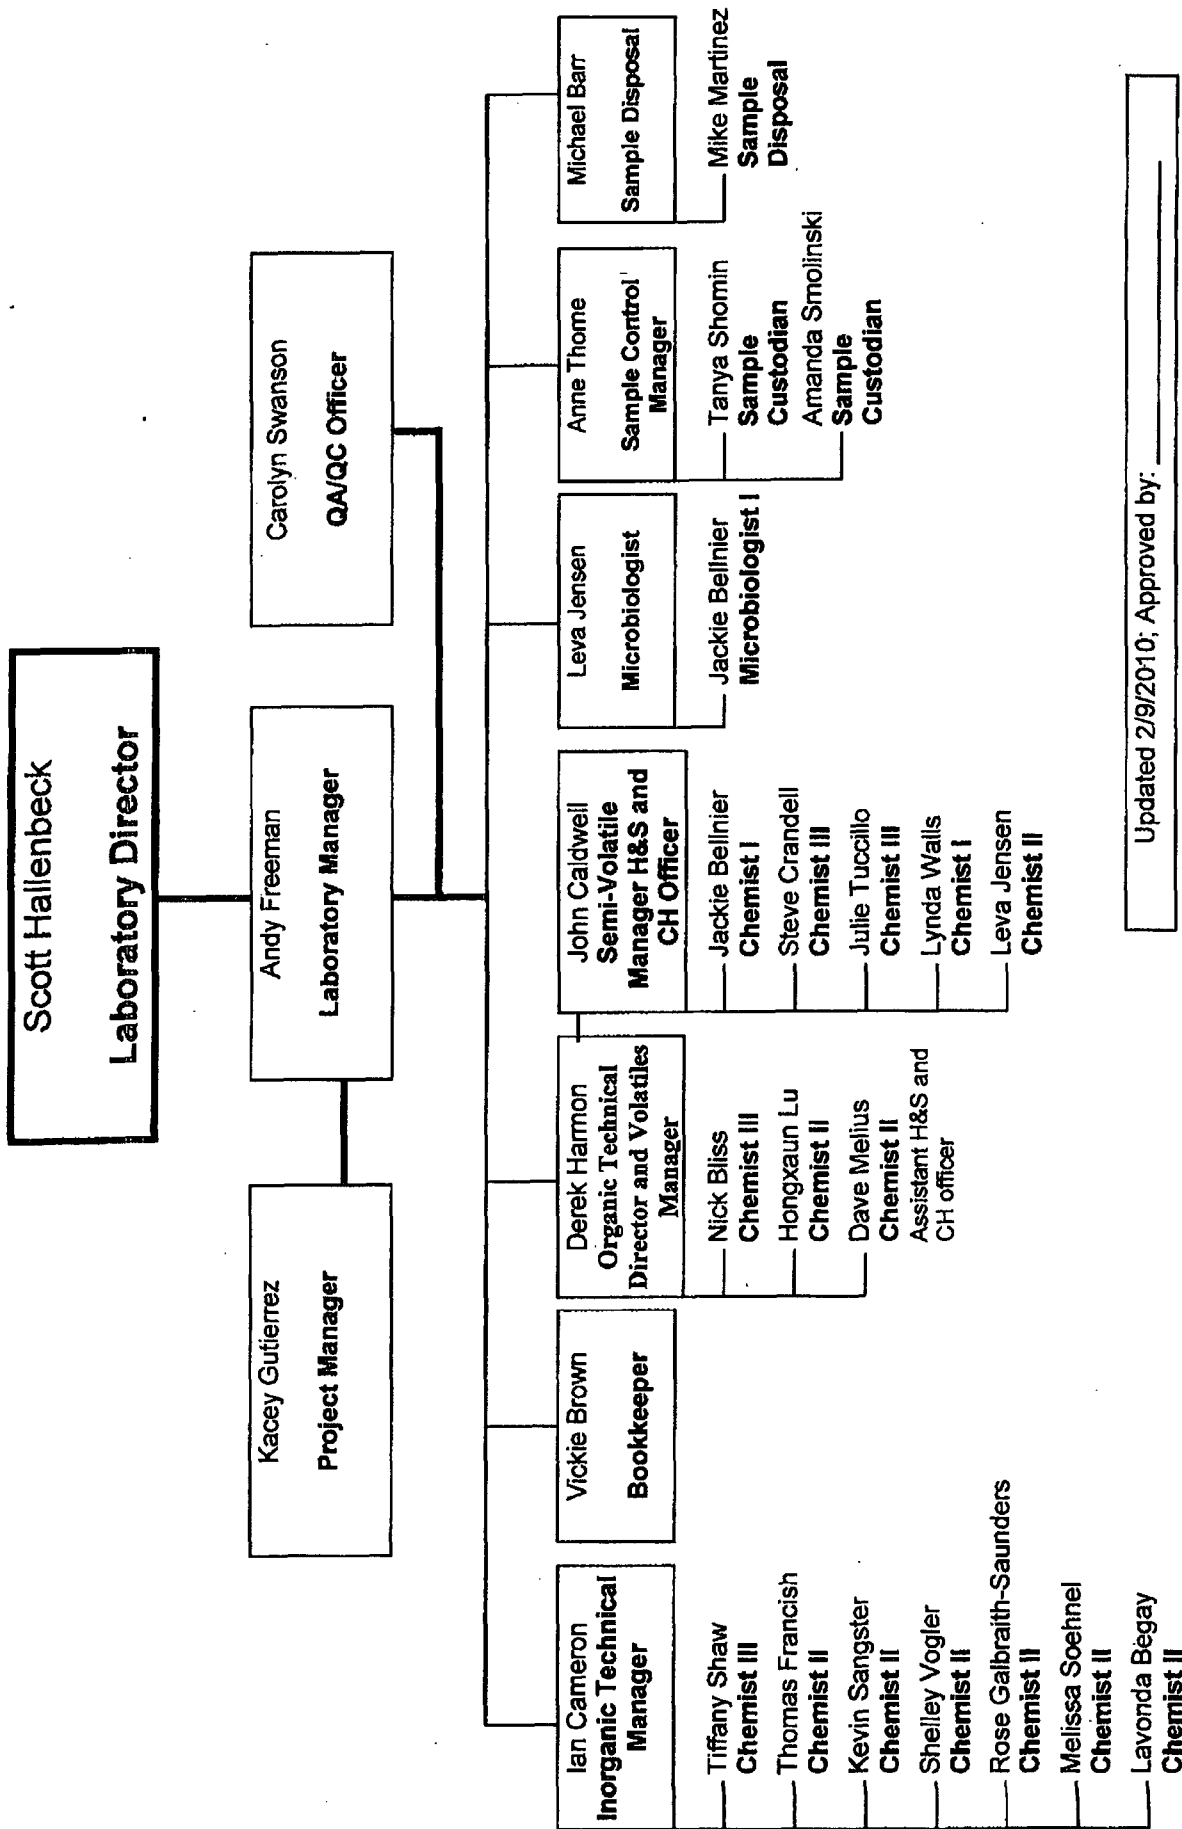 Scott Hallenbeck
Laboratory Director
Kacey Gutierrez
Project Manager
Andy Freeman
Laboratory Manager
Carolyn Swanson
QA/QC Officer
Ian Cameron
Inorganic Technical
Manager
Tiffany Shaw
Chemist III
Thomas Francish
Chemist II
Kevin Sangster
Chemist II
Shelley Vogler
Chemist II
Rose Galbraith-Saunders
Chemist II
Melissa Soehnel
Chemist II
Lavonda Begay
Chemist II
Vickie Brown
Bookkeeper
Derek Harmon
Organic Technical
Director and Volatiles
Manager
Nick Bliss
Chemist III
Hongxaun Lu
Chemist II
Dave Melius
Chemist II
Assistant H&S and
CH officer
John Caldwell
Semi-Volatile
Manager H&S and
CH Officer
Jackie Bellnier
Chemist I
Steve Crandell
Chemist III
Julie Tuccillo
Chemist III
Lynda Walls
Chemist I
Leva Jensen
Chemist II
Leva Jensen
Microbiologist
Jackie Bellnier
Microbiologist I
Anne Thorne
Sample Control
Manager
Tanya Shomin
Sample
Custodian
Amanda Smolinski
Sample
Custodian
Michael Barr
Sample Disposal
Mike Martinez
Sample
Disposal
Updated 2/9/2010; Approved by: